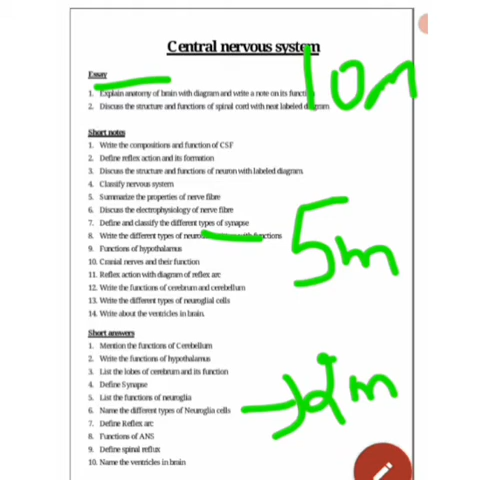 Central nervous system
Essay
10m
1. Explain anatomy of brain with diagram and write a note on its function
2. Discuss the structure and functions of spinal cord with neat labeled diagram
Short notes
1. Write the compositions and function of CSF
2. Define reflex action and its formation
3. Discuss the structure and functions of neuron with labeled diagram.
4. Classify nervous system
5. Summarize the properties of nerve fibre
6. Discuss the electrophysiology of nerve fibre
7. Define and classify the different types of synapse
8. Write the different types of with functions
5m
9. Functions of hypothalamus
10. Cranial nerves and their function
11. Reflex action with diagram of reflex arc
12. Write the functions of cerebrum and cerebellum
13. Write the different types of neuroglial cells
14. Write about the ventricles in brain.
Short answers
1. Mention the functions of Cerebellum
2. Write the functions of hypothalamus
3. List the lobes of cerebrum and its function
4. Define Synapse
5. List the functions of neuroglia
6. Name the different types of Neuroglia cells
2m
7. Define Reflex arc
8. Functions of ANS
9. Define spinal reflux
10. Name the ventricles in brain